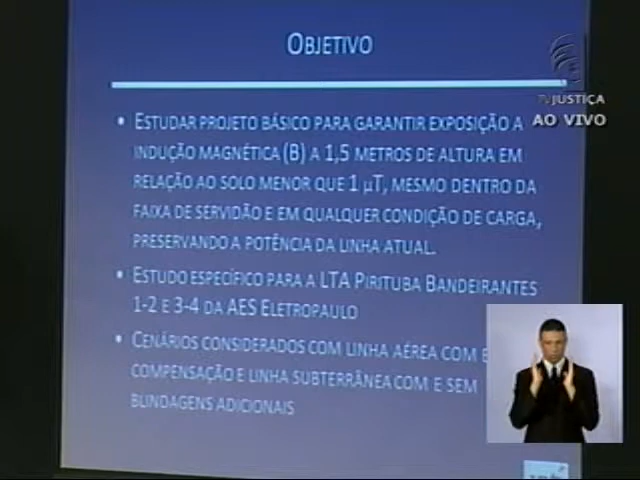 OBJETIVO
TV JUSTIÇA
AO VIVO
• ESTUDAR PROJETO BÁSICO PARA GARANTIR EXPOSIÇÃO A
INDUÇÃO MAGNÉTICA (B) A 1,5 METROS DE ALTURA EM
RELAÇÃO AO SOLO MENOR QUE 1 µT, MESMO DENTRO DA
FAIXA DE SERVIDÃO E EM QUALQUER CONDIÇÃO DE CARGA,
PRESERVANDO A POTÊNCIA DA LINHA ATUAL.
• ESTUDO ESPECÍFICO PARA A LTA PIRITUBA BANDEIRANTES
1-2 E 3-4 DA AES ELETROPAULO
• CENÁRIOS CONSIDERADOS COM LINHA AÉREA COM E
COMPENSAÇÃO E LINHA SUBTERRÂNEA COM E SEM
BLINDAGENS ADICIONAIS